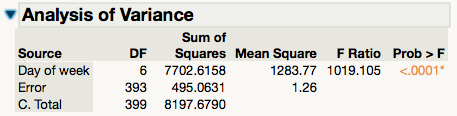 Analysis of Variance
Sum of
Source DF Squares Mean Square F Ratio Prob > F
Day of week 6 7702.6158 1283.77 1019.105 <.0001*
Error 393 495.0631 1.26
C. Total 399 8197.6790